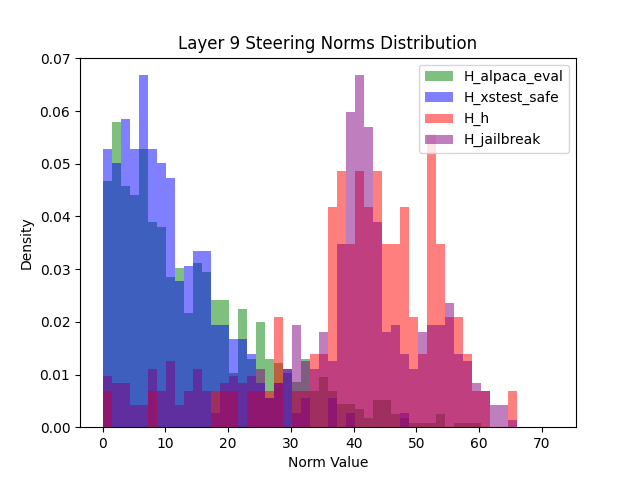 Layer 9 Steering Norms Distribution
H_alpaca_eval
H_xstest_safe
H_h
H_jailbreak
Density
0.07
0.06
0.05
0.04
0.03
0.02
0.01
0.00
0 10 20 30 40 50 60 70
Norm Value